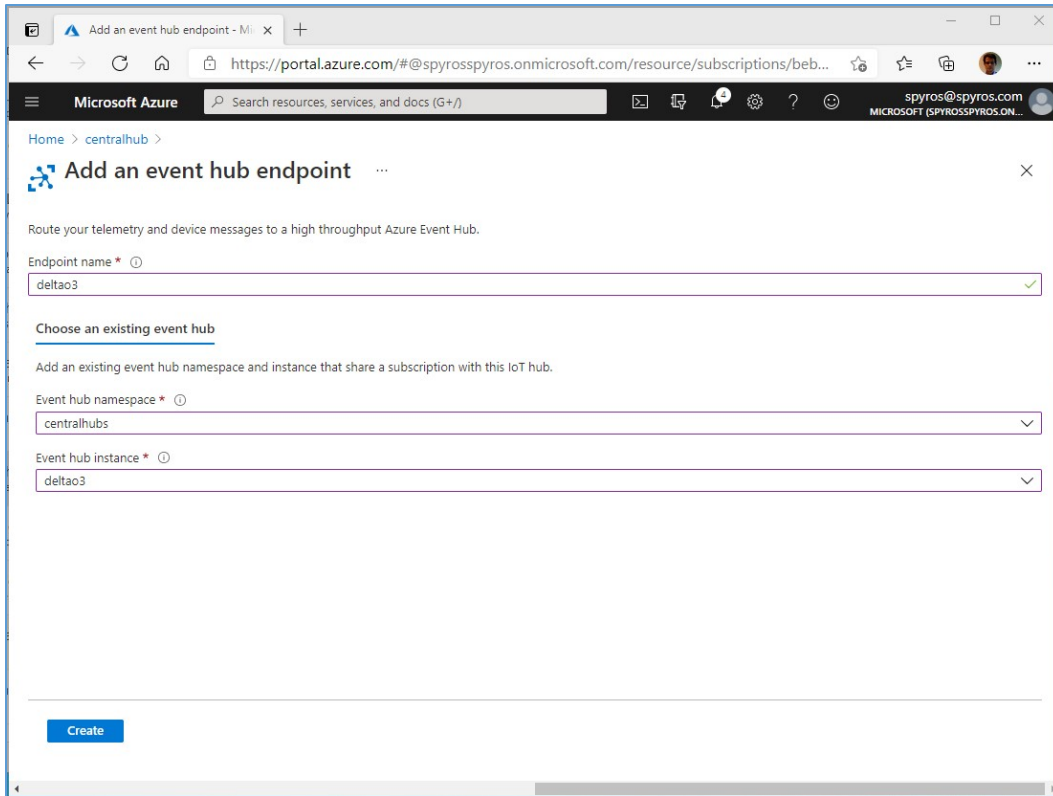 Add an event hub endpoint - Mi
https://portal.azure.com/#@spyrosspyros.onmicrosoft.com/resource/subscriptions/beb...
Microsoft Azure
Search resources, services, and docs (G+/)
4
spyros@spyros.com
MICROSOFT (SPYROSSPYROS.ON...
Home > centralhub >
Add an event hub endpoint ...
Route your telemetry and device messages to a high throughput Azure Event Hub.
Endpoint name *
deltao3
Choose an existing event hub
Add an existing event hub namespace and instance that share a subscription with this IoT hub.
Event hub namespace *
centralhubs
Event hub instance *
deltao3
Create